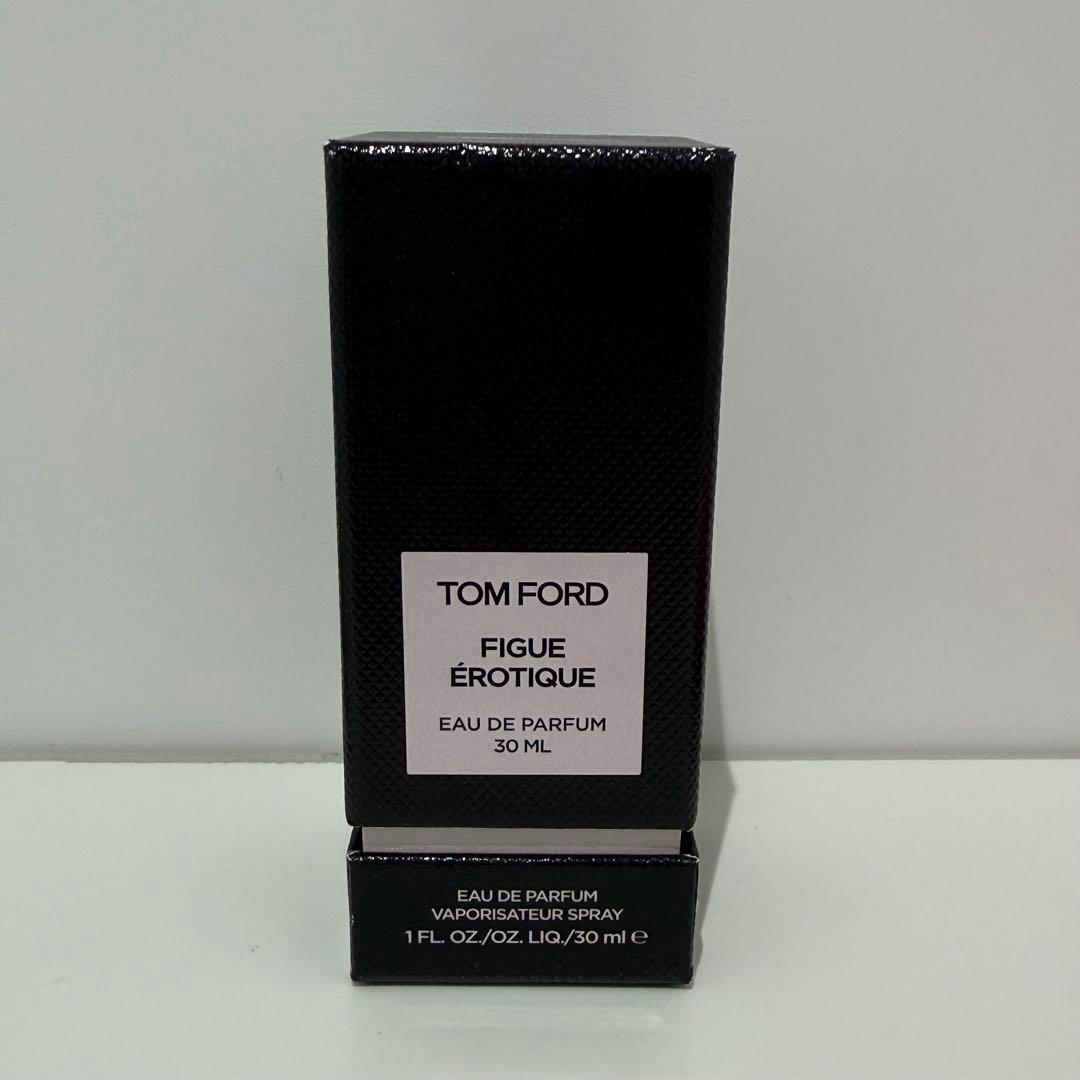 TOM FORD
FIGUE
ÉROTIQUE
EAU DE PARFUM
30 ML
EAU DE PARFUM
VAPORISATEUR SPRAY
1 FL. OZ./OZ. LIQ./30 ml ℮